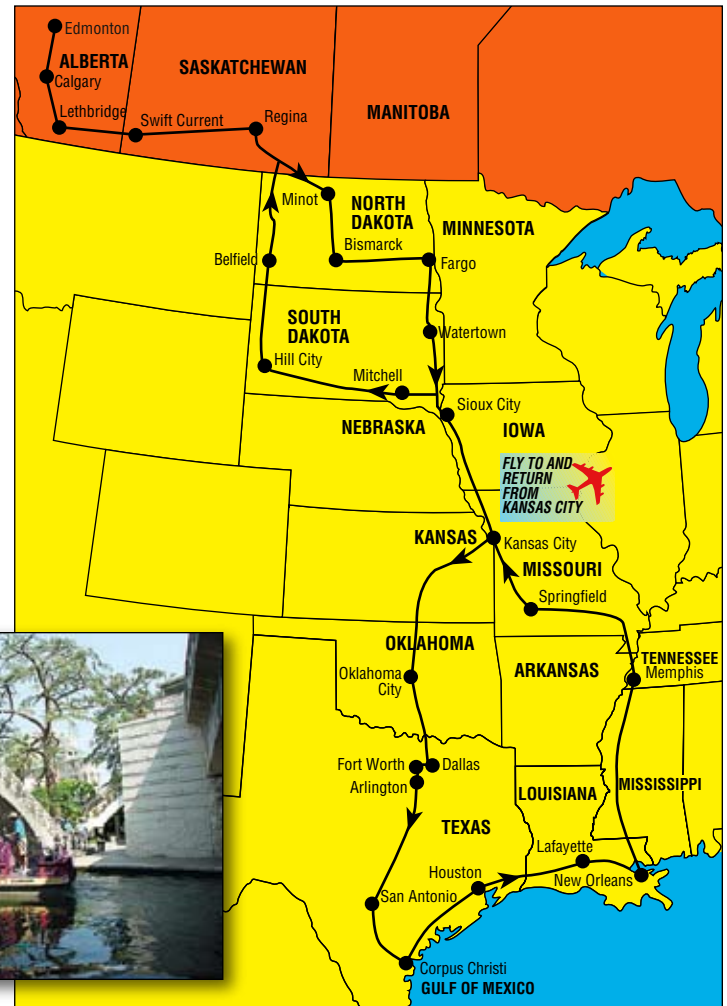 Edmonton
ALBERTA
SASKATCHEWAN
Calgary
MANITOBA
Lethbridge
Swift Current
Regina
Minot
NORTH
DAKOTA
MINNESOTA
Belfield
Bismarck
Fargo
SOUTH
DAKOTA
Watertown
Hill City
Mitchell
Sioux City
NEBRASKA
IOWA
FLY TO AND
RETURN
FROM
KANSAS CITY
KANSAS
Kansas City
MISSOURI
Springfield
OKLAHOMA
ARKANSAS
TENNESSEE
Memphis
Oklahoma
City
Fort Worth
Dallas
Arlington
LOUISIANA
MISSISSIPPI
TEXAS
Lafayette
Houston
New Orleans
San Antonio
Corpus Christi
GULF OF MEXICO